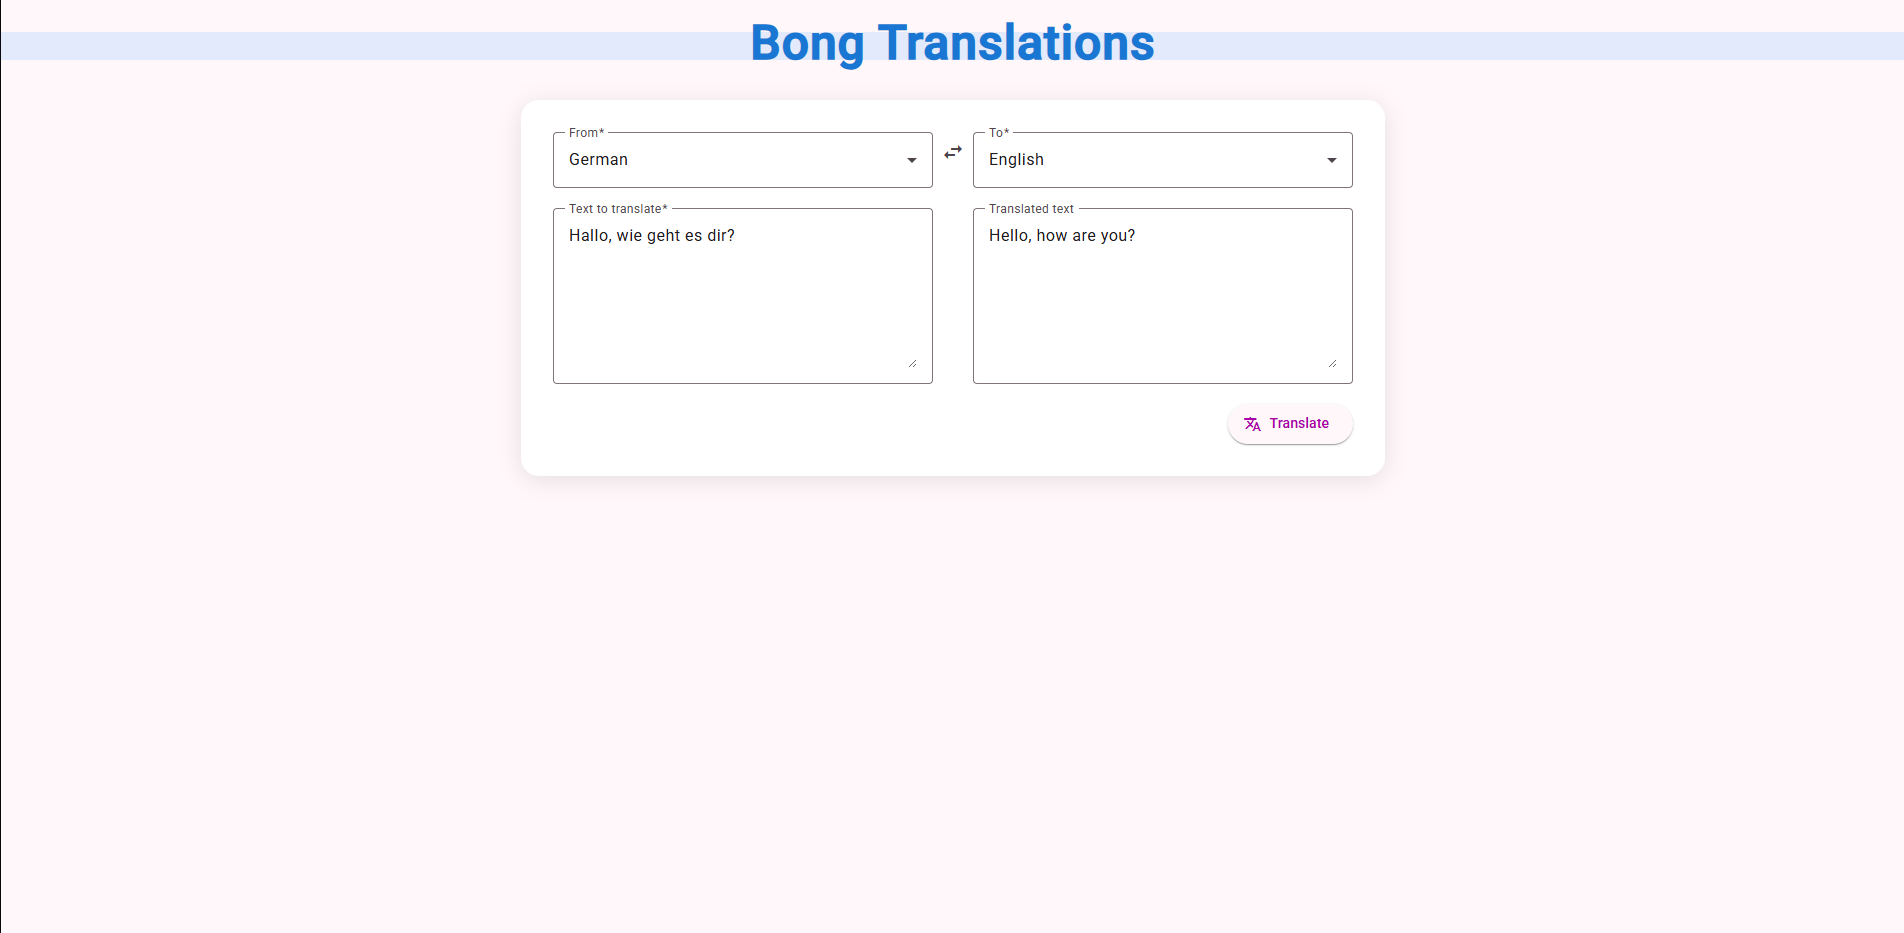 Bong Translations
From*
German
To*
English
Text to translate*
Hallo, wie geht es dir?
Translated text
Hello, how are you?
Translate